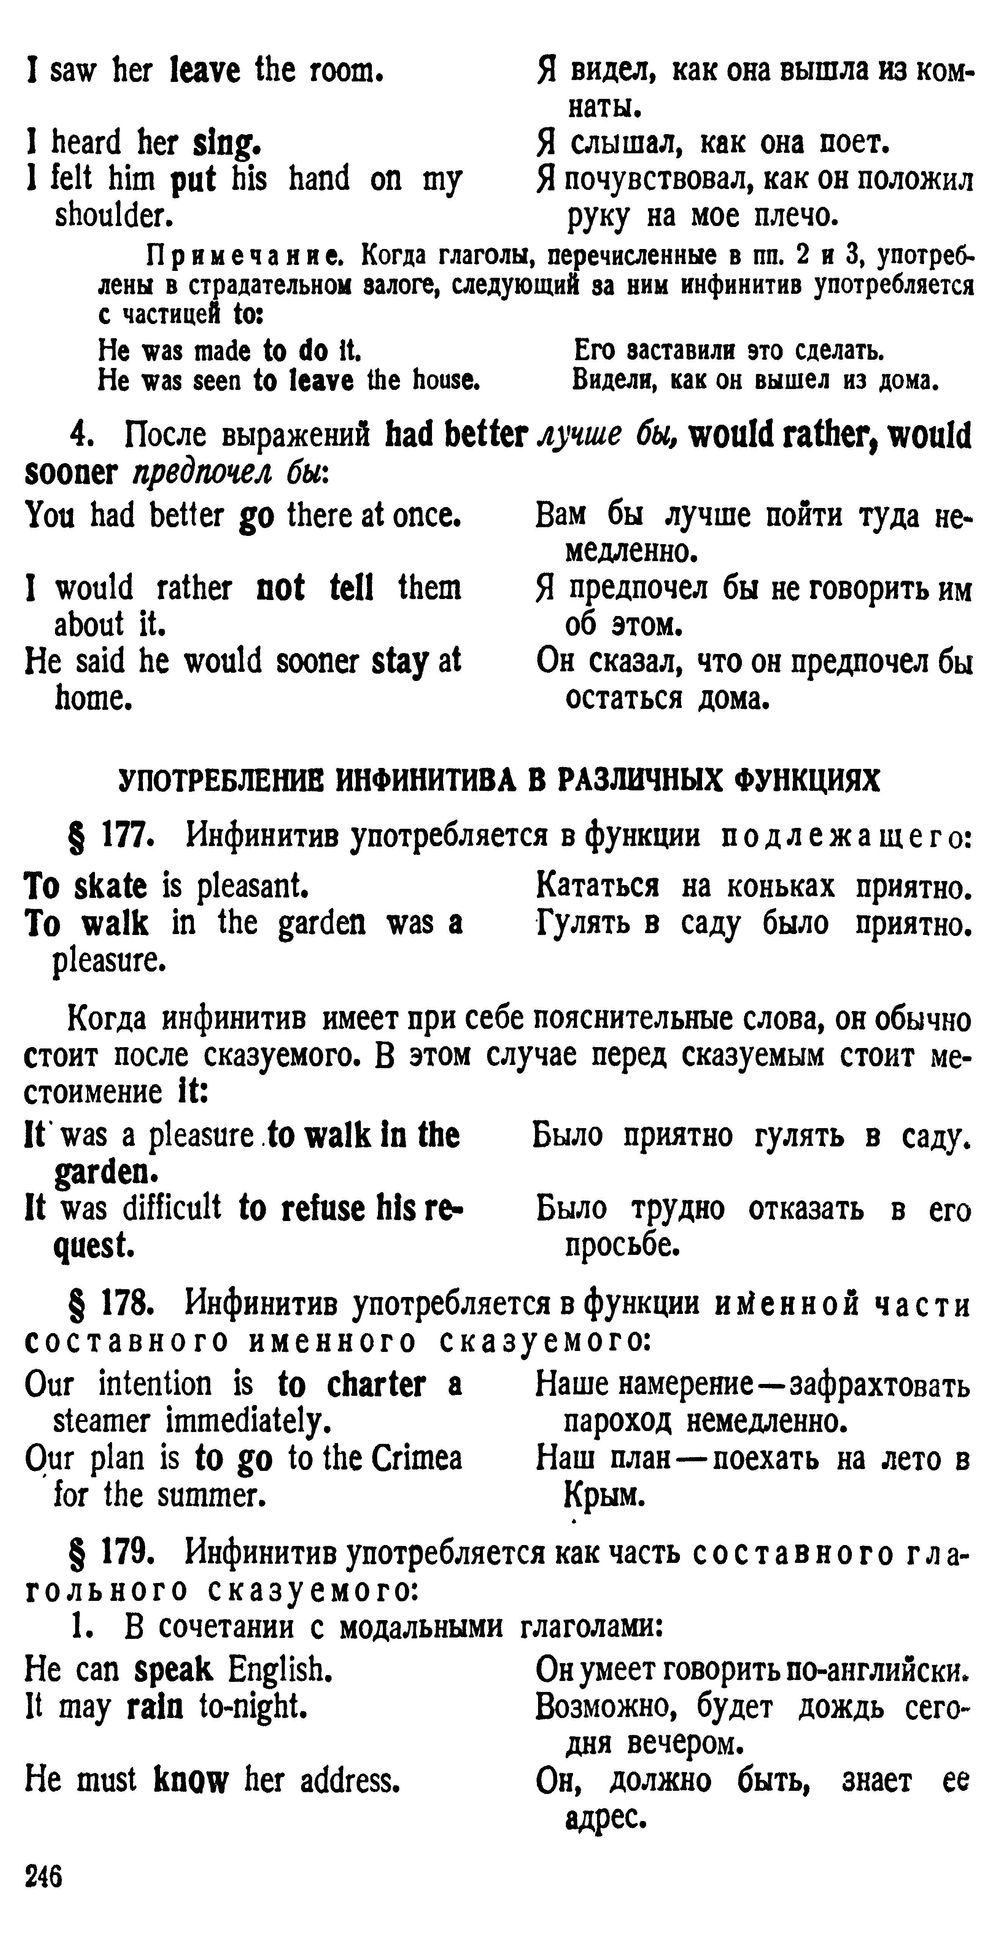 I saw her leave the room. Я видел, как она вышла из ком-
наты.
I heard her sing. Я слышал, как она поет.
I felt him put his hand on my Я почувствовал, как он положил
shoulder. руку на мое плечо.
Примечание. Когда глаголы, перечисленные в пп. 2 и 3, употреб-
лены в страдательном залоге, следующий за ним инфинитив употребляется
с частицей to:
He was made to do it. Его заставили это сделать.
He was seen to leave the house. Видели, как он вышел из дома.
4. После выражений had better лучше бы, would rather, would
sooner предпочел бы:
You had better go there at once. Вам бы лучше пойти туда не-
медленно.
I would rather not tell them Я предпочел бы не говорить им
about it. об этом.
He said he would sooner stay at Он сказал, что он предпочел бы
home. остаться дома.
УПОТРЕБЛЕНИЕ ИНФИНИТИВА В РАЗЛИЧНЫХ ФУНКЦИЯХ
§ 177. Инфинитив употребляется в функции подлежащего:
To skate is pleasant. Кататься на коньках приятно.
To walk in the garden was a Гулять в саду было приятно.
pleasure.
Когда инфинитив имеет при себе пояснительные слова, он обычно
стоит после сказуемого. В этом случае перед сказуемым стоит ме-
стоимение it:
It was a pleasure to walk in the Было приятно гулять в саду.
garden.
It was difficult to refuse his re- Было трудно отказать в его
quest. просьбе.
§ 178. Инфинитив употребляется в функции именной части
составного именного сказуемого:
Our intention is to charter a Наше намерение — зафрахтовать
steamer immediately. пароход немедленно.
Our plan is to go to the Crimea Наш план — поехать на лето в
for the summer. Крым.
§ 179. Инфинитив употребляется как часть составного гла-
гольного сказуемого:
1. В сочетании с модальными глаголами:
He can speak English. Он умеет говорить по-английски.
It may rain to-night. Возможно, будет дождь сего-
дня вечером.
He must know her address. Он, должно быть, знает ее
адрес.
246